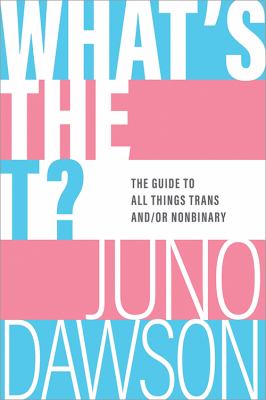 WHAT'S
THE
T?
THE GUIDE TO
ALL THINGS TRANS
AND/OR NONBINARY
JUNO
DAWSON